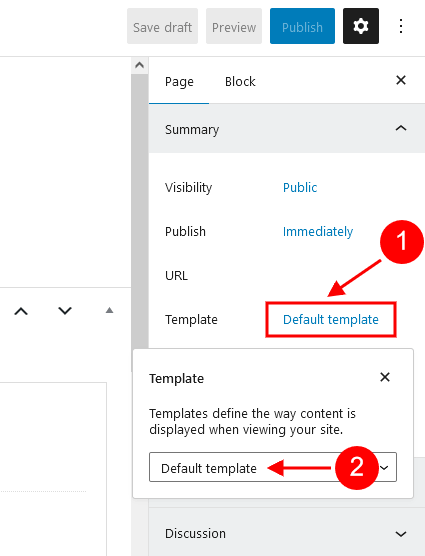 Save draft Preview Publish
Page Block
Summary
Visibility Public
Publish Immediately
1
URL
Template Default template
Template
Templates define the way content is
displayed when viewing your site.
Default template 2
Discussion